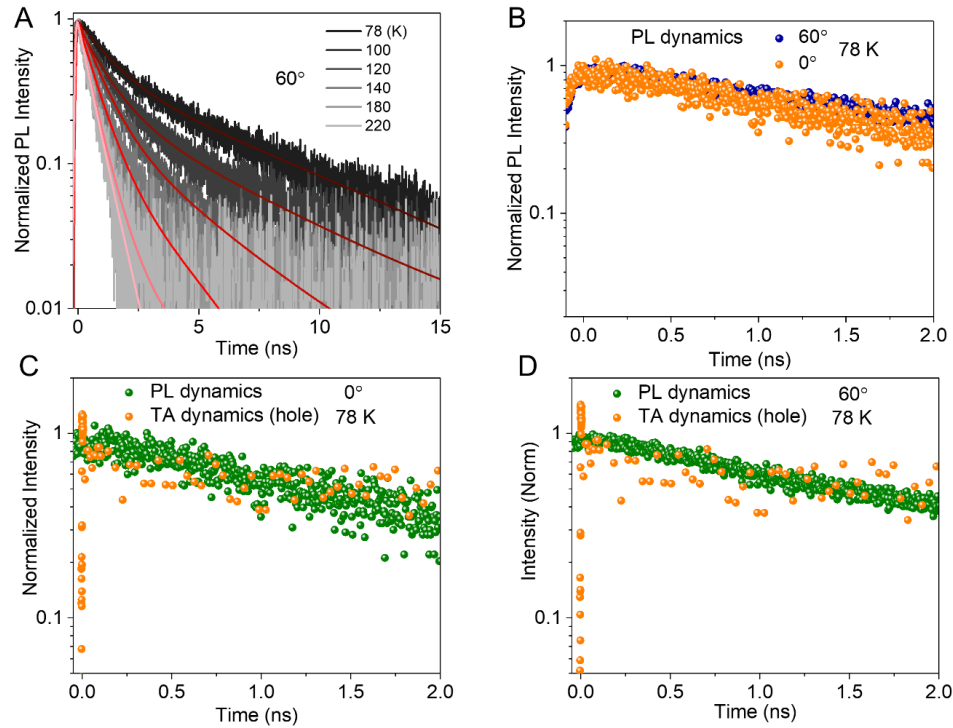 A
Normalized PL Intensity
1
0.1
0.01
60°
78 (K)
100
120
140
180
220
0 5 10 15
Time (ns)
B
Normalized PL Intensity
1
0.1
PL dynamics
60°
0°
78 K
0.0 0.5 1.0 1.5 2.0
Time (ns)
C
Normalized Intensity
1
0.1
PL dynamics 0°
TA dynamics (hole) 78 K
0.0 0.5 1.0 1.5 2.0
Time (ns)
D
Intensity (Norm)
1
0.1
PL dynamics 60°
TA dynamics (hole) 78 K
0.0 0.5 1.0 1.5 2.0
Time (ns)